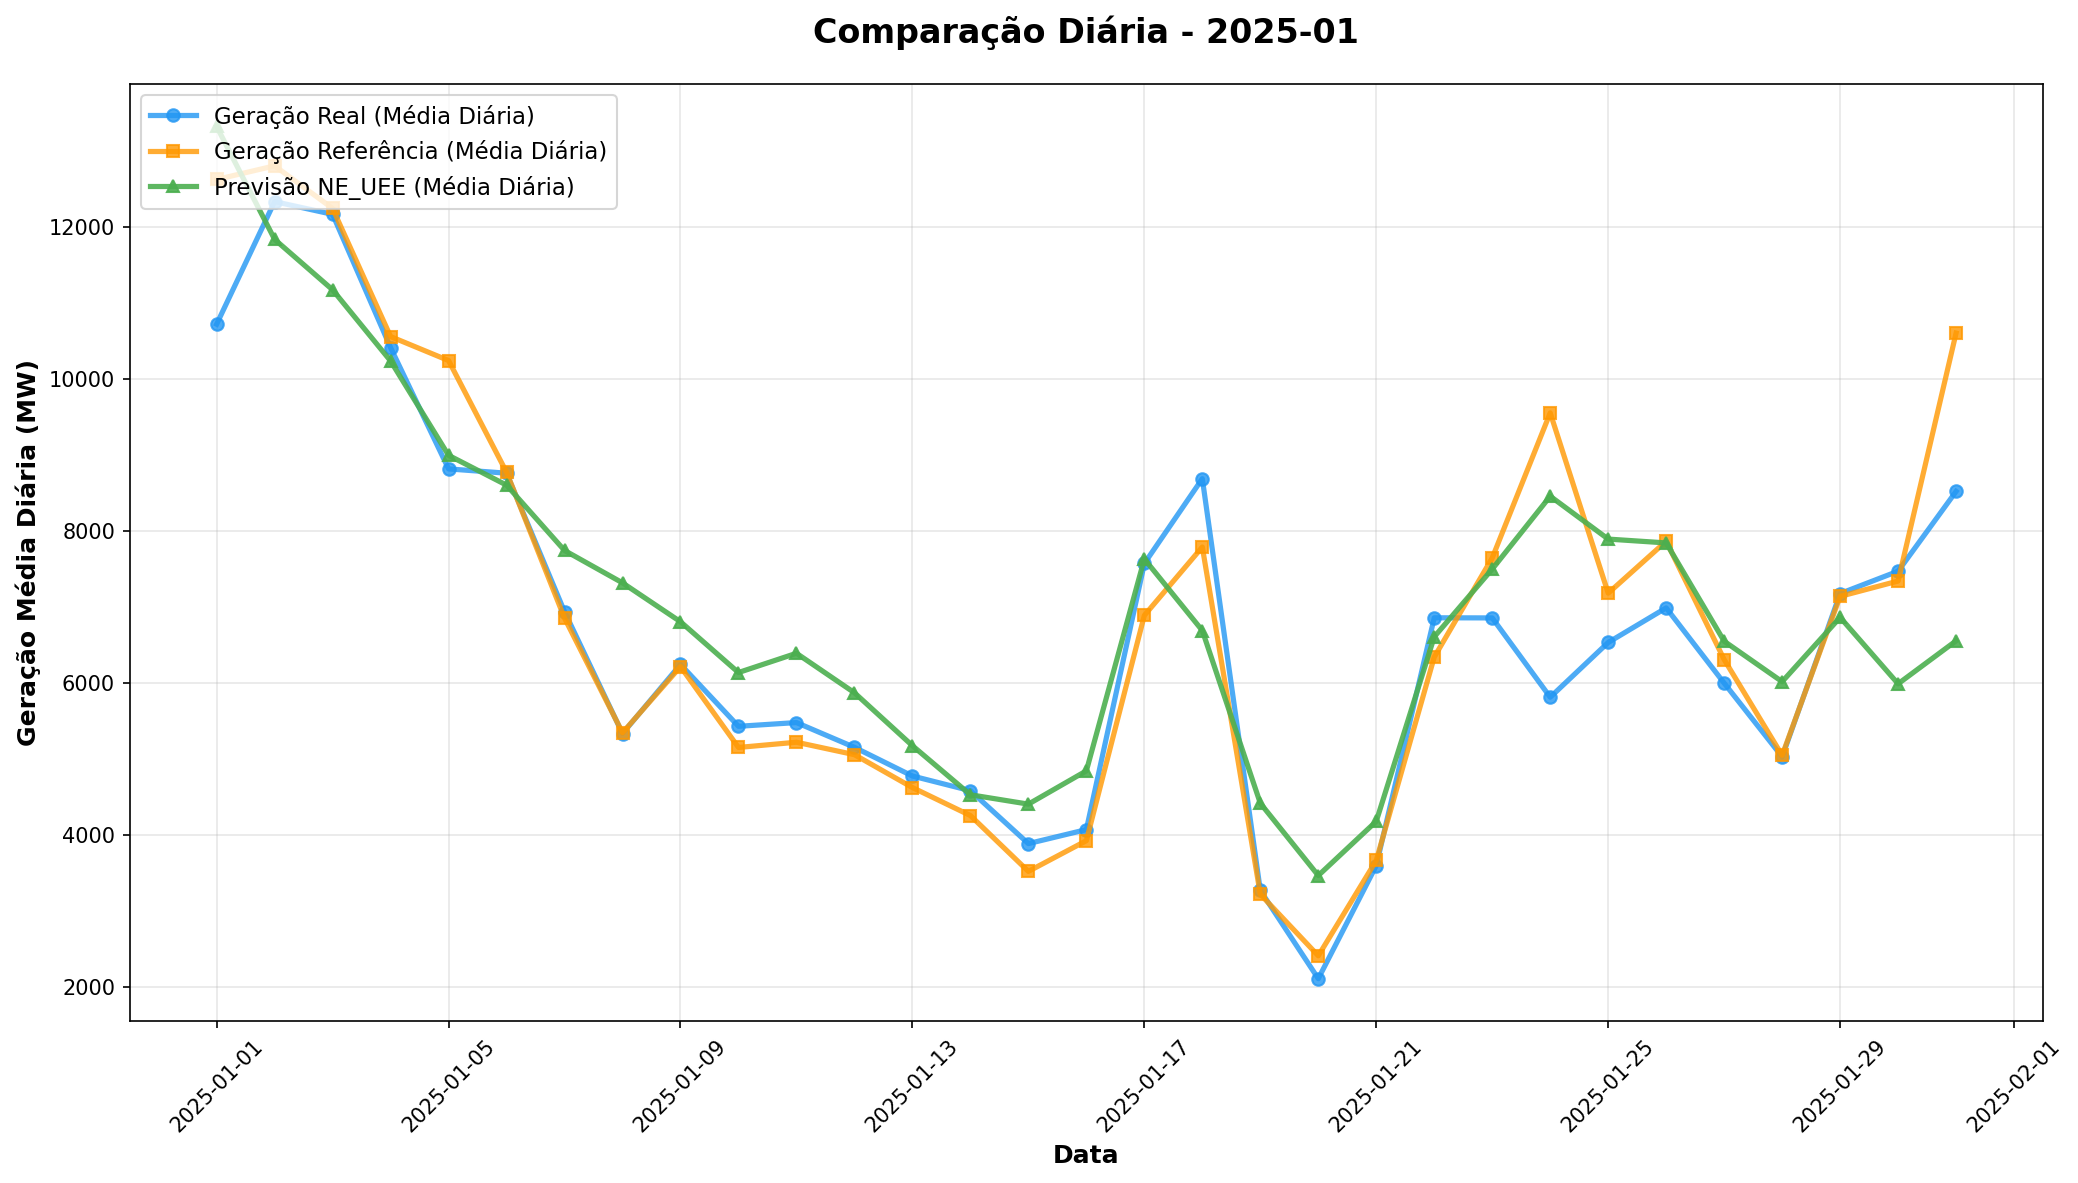 Comparação Diária - 2025-01
Geração Real (Média Diária)
Geração Referência (Média Diária)
Previsão NE_UEE (Média Diária)
Geração Média Diária (MW)
12000
10000
8000
6000
4000
2000
2025-01-01
2025-01-05
2025-01-09
2025-01-13
2025-01-17
2025-01-21
2025-01-25
2025-01-29
2025-02-01
Data